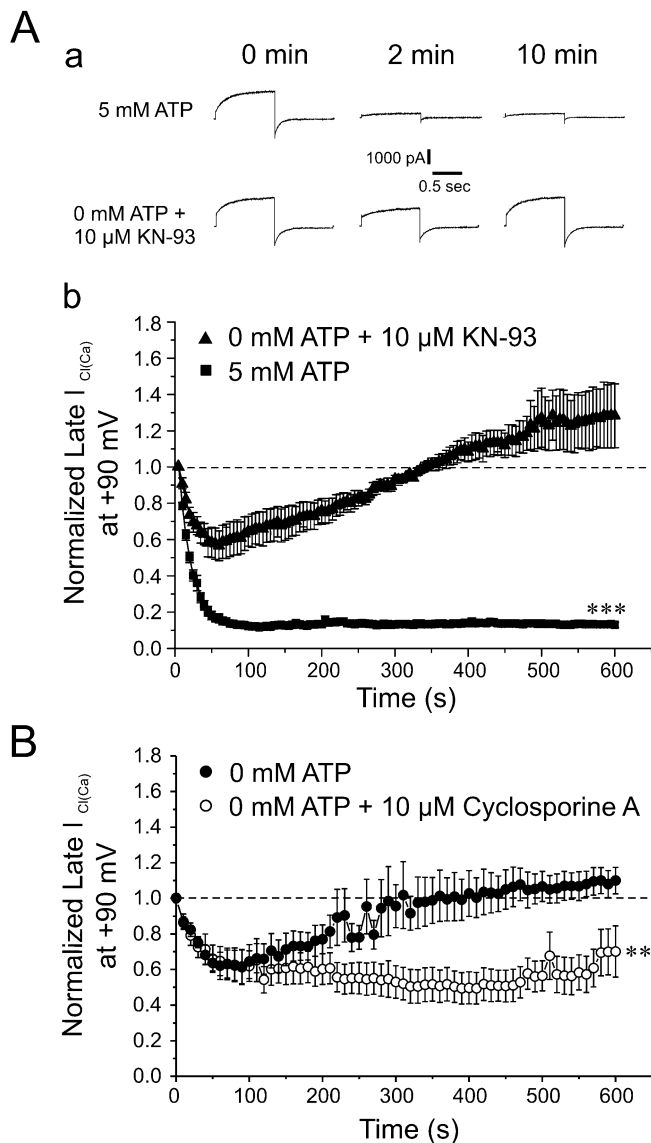 A
a
0 min 2 min 10 min
5 mM ATP
1000 pA
0.5 sec
0 mM ATP +
10 µM KN-93
b
Normalized Late I Cl(Ca)
at +90 mV
1.8
1.6
1.4
1.2
1.0
0.8
0.6
0.4
0.2
0.0
0 mM ATP + 10 µM KN-93
5 mM ATP
***
0 100 200 300 400 500 600
Time (s)
B
Normalized Late I Cl(Ca)
at +90 mV
1.8
1.6
1.4
1.2
1.0
0.8
0.6
0.4
0.2
0.0
0 mM ATP
0 mM ATP + 10 µM Cyclosporine A
**
0 100 200 300 400 500 600
Time (s)